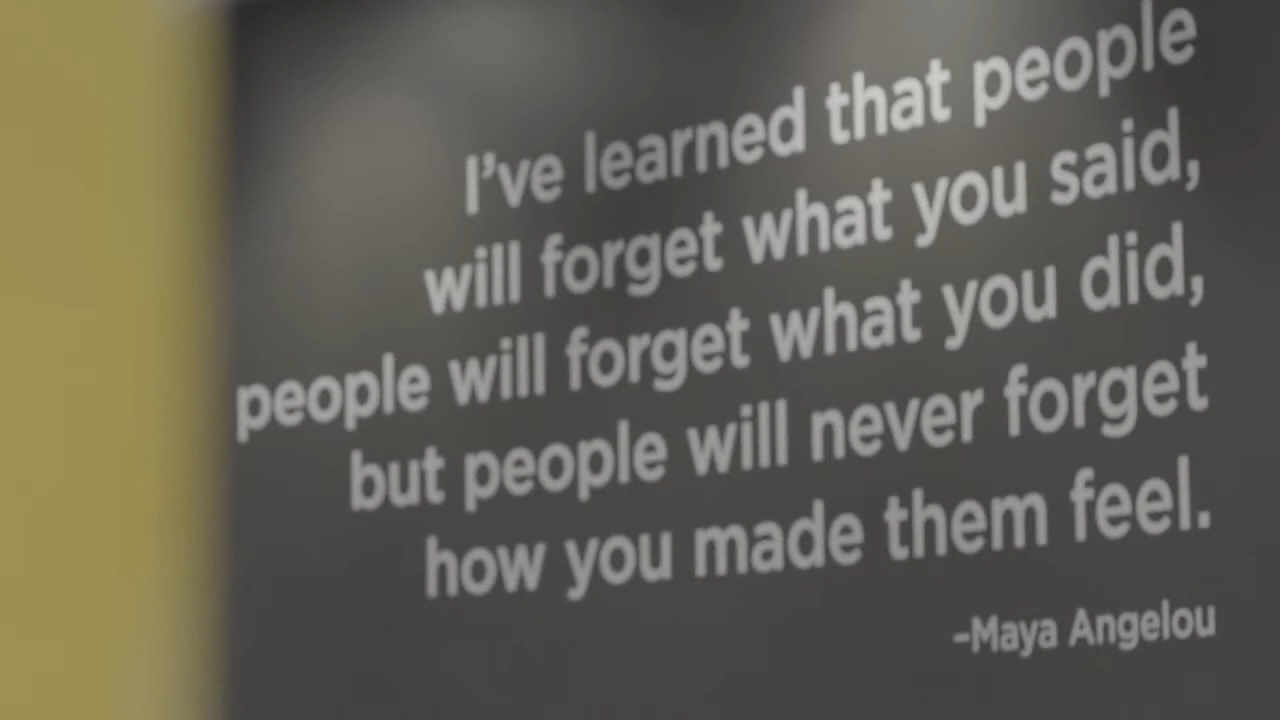 I've learned that people
will forget what you said,
people will forget what you did,
but people will never forget
how you made them feel.
–Maya Angelou